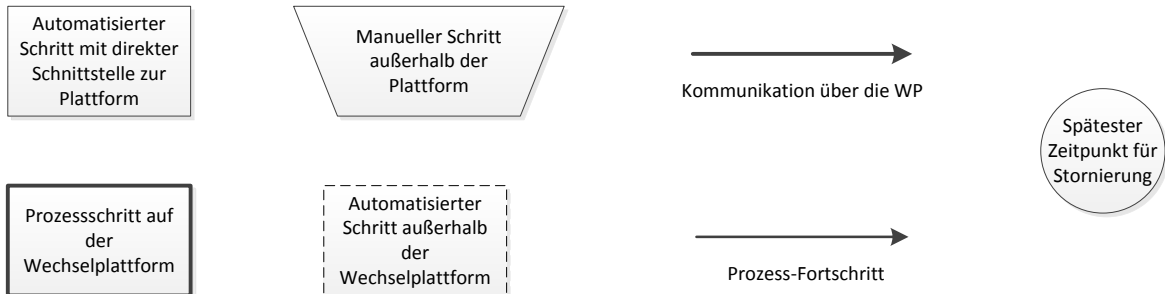 Automatisierter
Schritt mit direkter
Schnittstelle zur
Plattform
Manueller Schritt
außerhalb der
Plattform
Kommunikation über die WP
Spätester
Zeitpunkt für
Stornierung
Prozessschritt auf
der
Wechselplattform
Automatisierter
Schritt außerhalb
der
Wechselplattform
Prozess-Fortschritt